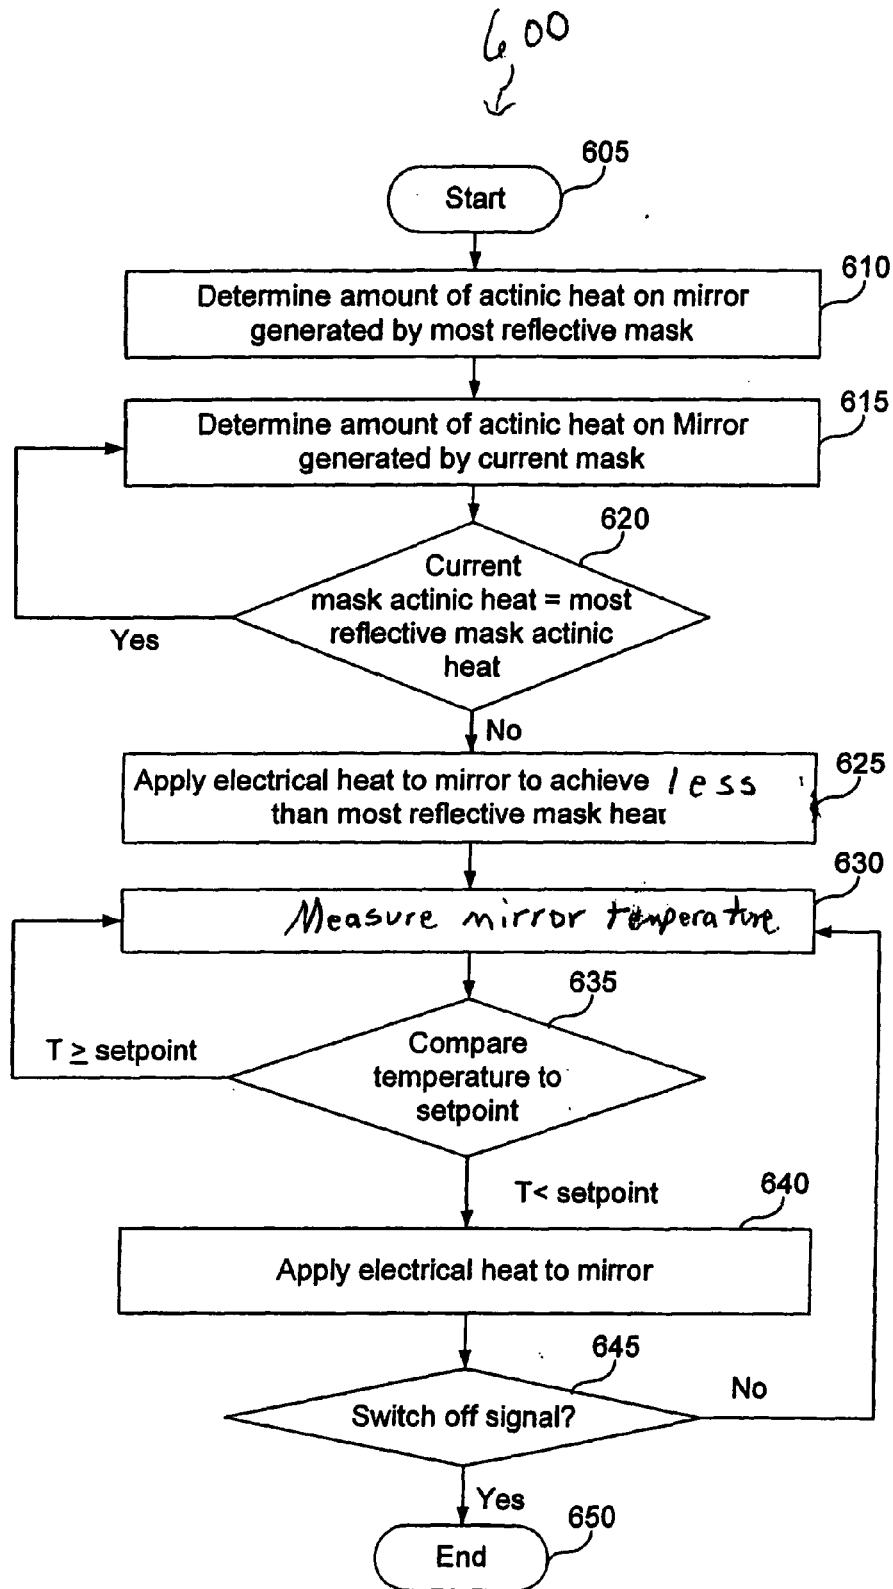 600
605
Start
610
Determine amount of actinic heat on mirror
generated by most reflective mask
615
Determine amount of actinic heat on Mirror
generated by current mask
620
Current
mask actinic heat = most
reflective mask actinic
heat
Yes
No
625
Apply electrical heat to mirror to achieve less
than most reflective mask heat
630
Measure mirror temperature
635
Compare
temperature to
setpoint
T ≥ setpoint
T< setpoint
640
Apply electrical heat to mirror
645
Switch off signal?
No
Yes
650
End